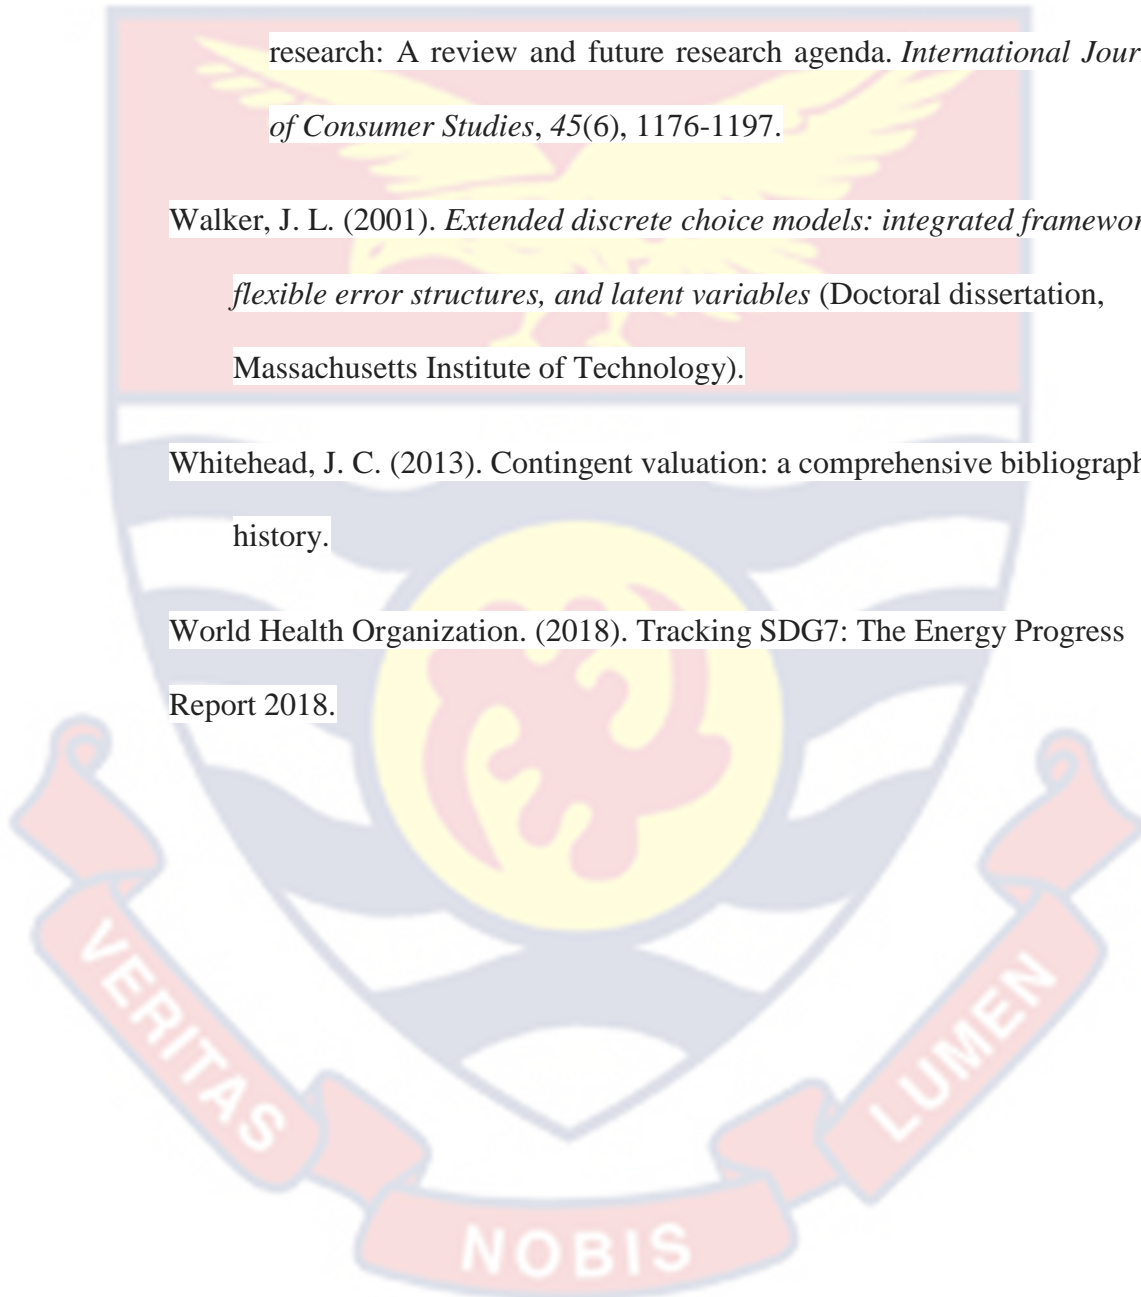 research: A review and future research agenda. International Jour
of Consumer Studies, 45(6), 1176-1197.
Walker, J. L. (2001). Extended discrete choice models: integrated framewor
flexible error structures, and latent variables (Doctoral dissertation,
Massachusetts Institute of Technology).
Whitehead, J. C. (2013). Contingent valuation: a comprehensive bibliograph
history.
World Health Organization. (2018). Tracking SDG7: The Energy Progress
Report 2018.
VERITAS
NOBIS
LUMEN